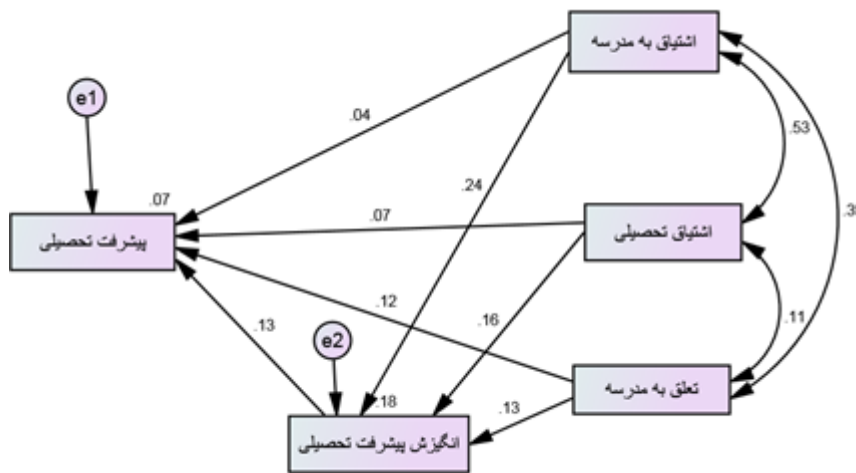 اشتیاق به مدرسه
e1
.04
.53
.24
.07
.07
پیشرفت تحصیلی
اشتیاق تحصیلی
.12
.16
.11
.13
e2
تعلق به مدرسه
.18
.13
انگیزش پیشرفت تحصیلی